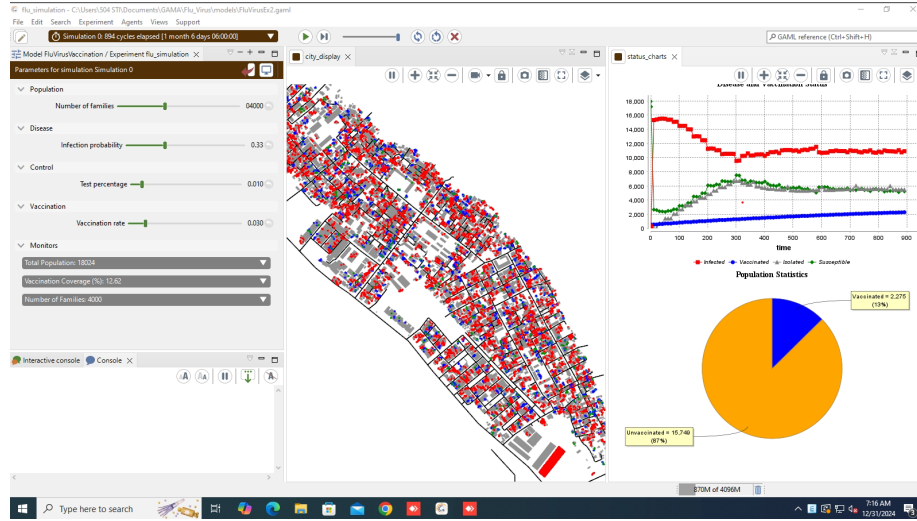 flu_simulation - C:\Users\S04 STI\Documents\GAMA\Flu_Virus\models\FluVirusEx2.gaml
File Edit Search Experiment Agents Views Support
Simulation 0: 894 cycles elapsed [1 month 6 days 06:00:00]
GAML reference (Ctrl+Shift+H)
Model FluVirusVaccination / Experiment flu_simulation
Parameters for simulation Simulation 0
Population
Number of families 04000
Disease
Infection probability 0.33
Control
Test percentage 0.010
Vaccination
Vaccination rate 0.030
Monitors
Total Population: 18024
Vaccination Coverage (%): 12.62
Number of Families: 4000
Interactive console Console
city_display
status_charts
Disease and Vaccination Status
18,000
16,000
14,000
12,000
10,000
8,000
6,000
4,000
2,000
0
0 100 200 300 400 500 600 700 800 900
time
Infected Vaccinated Isolated Susceptible
Population Statistics
Vaccinated = 2,275
(13%)
Unvaccinated = 15,749
(87%)
870M of 4096M
Type here to search
7:16 AM
12/31/2024